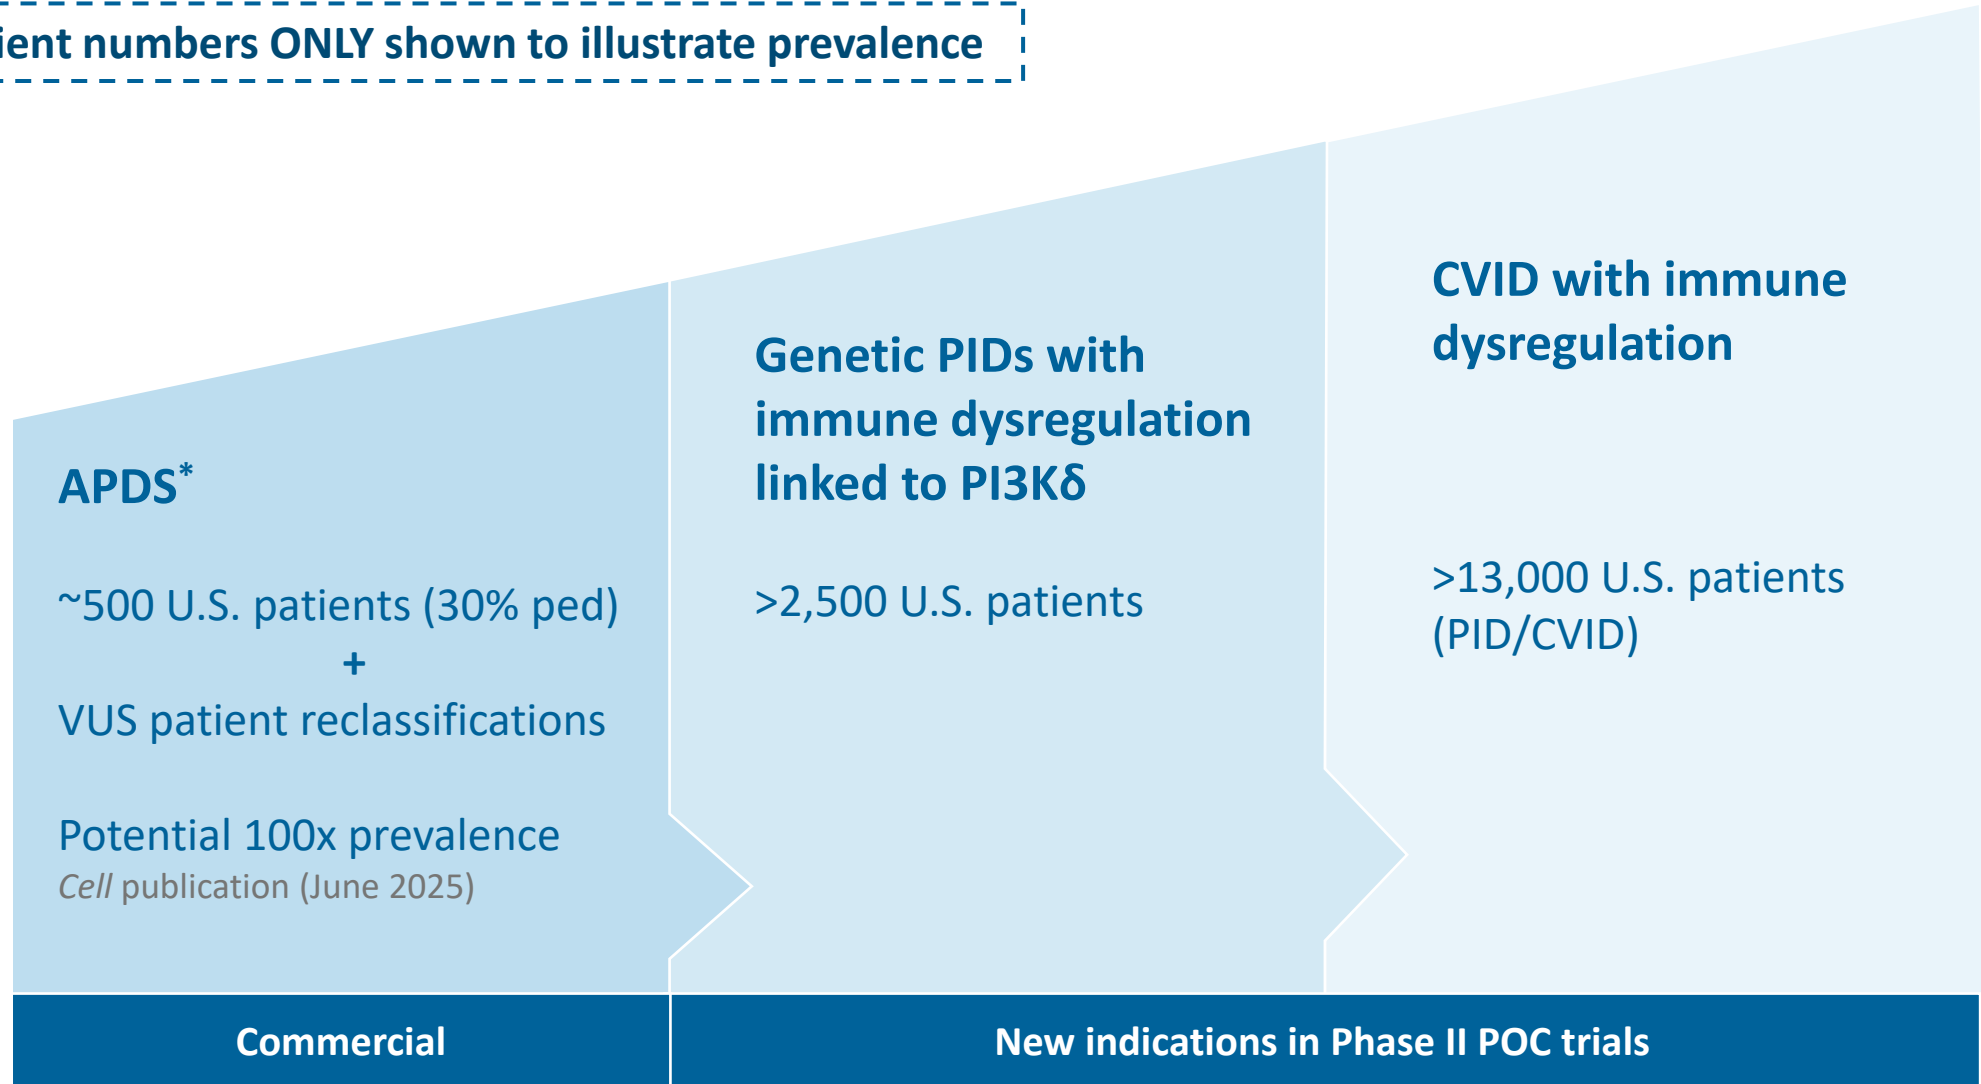 numbers ONLY shown to illustrate prevalence
APDS*
~500 U.S. patients (30% ped)
+
VUS patient reclassifications
Potential 100x prevalence
Cell publication (June 2025)
Genetic PIDs with
immune dysregulation
linked to PI3Kδ
>2,500 U.S. patients
CVID with immune
dysregulation
>13,000 U.S. patients
(PID/CVID)
Commercial
New indications in Phase II POC trials